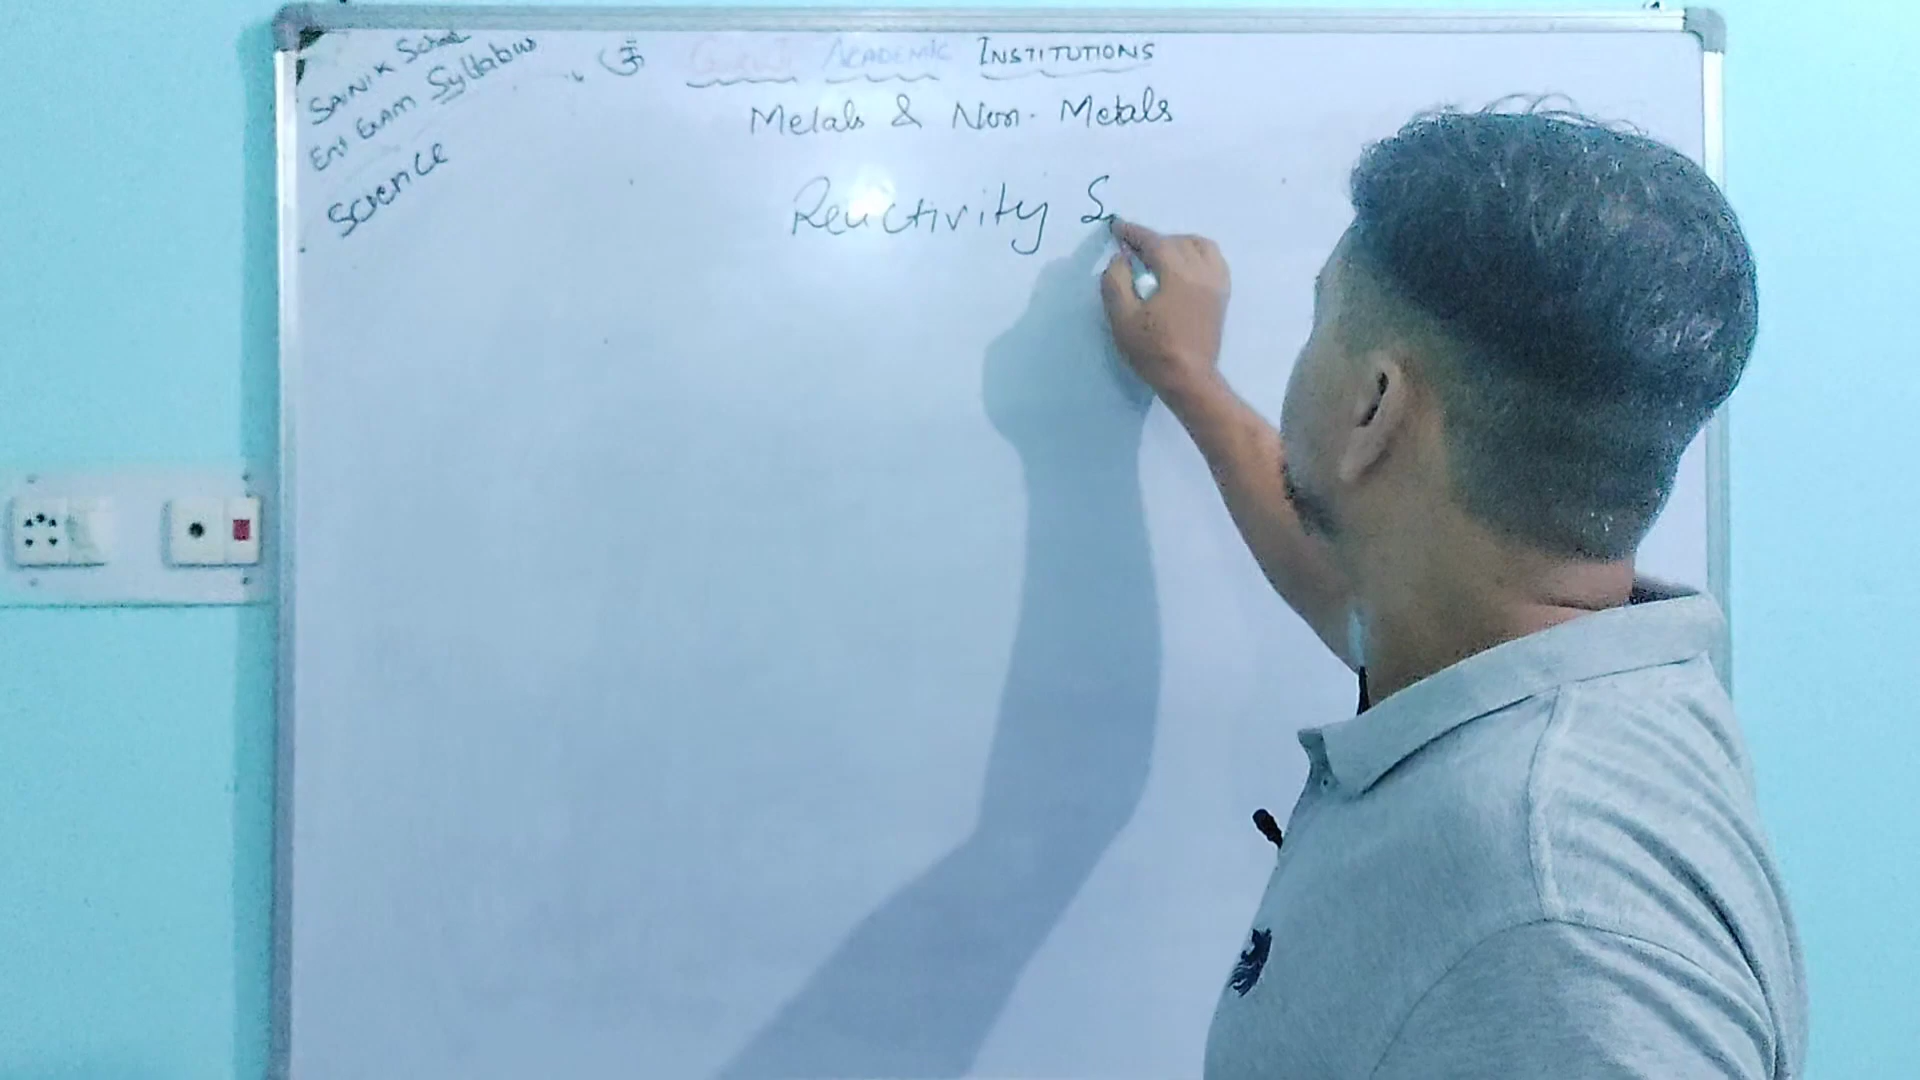 SAINIK School
Ent EXAM Syllabus
Science
ॐ
ACADEMIC INSTITUTIONS
Metals & Non-Metals
Reactivity S